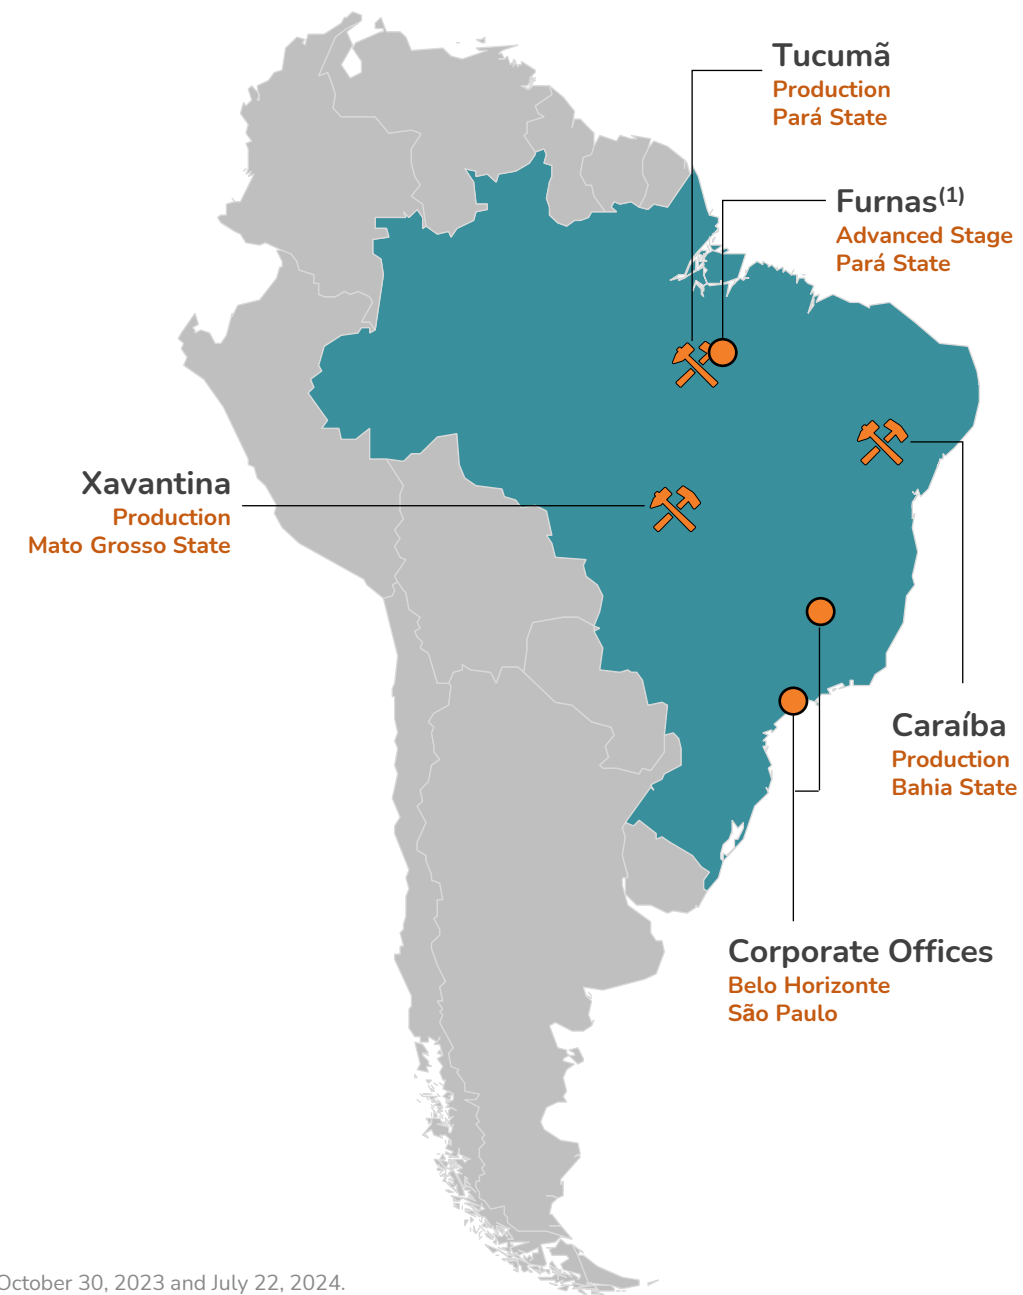 Tucumã
Production
Pará State
Furnas(1)
Advanced Stage
Pará State
Xavantina
Production
Mato Grosso State
Caraíba
Production
Bahia State
Corporate Offices
Belo Horizonte
São Paulo
October 30, 2023 and July 22, 2024.